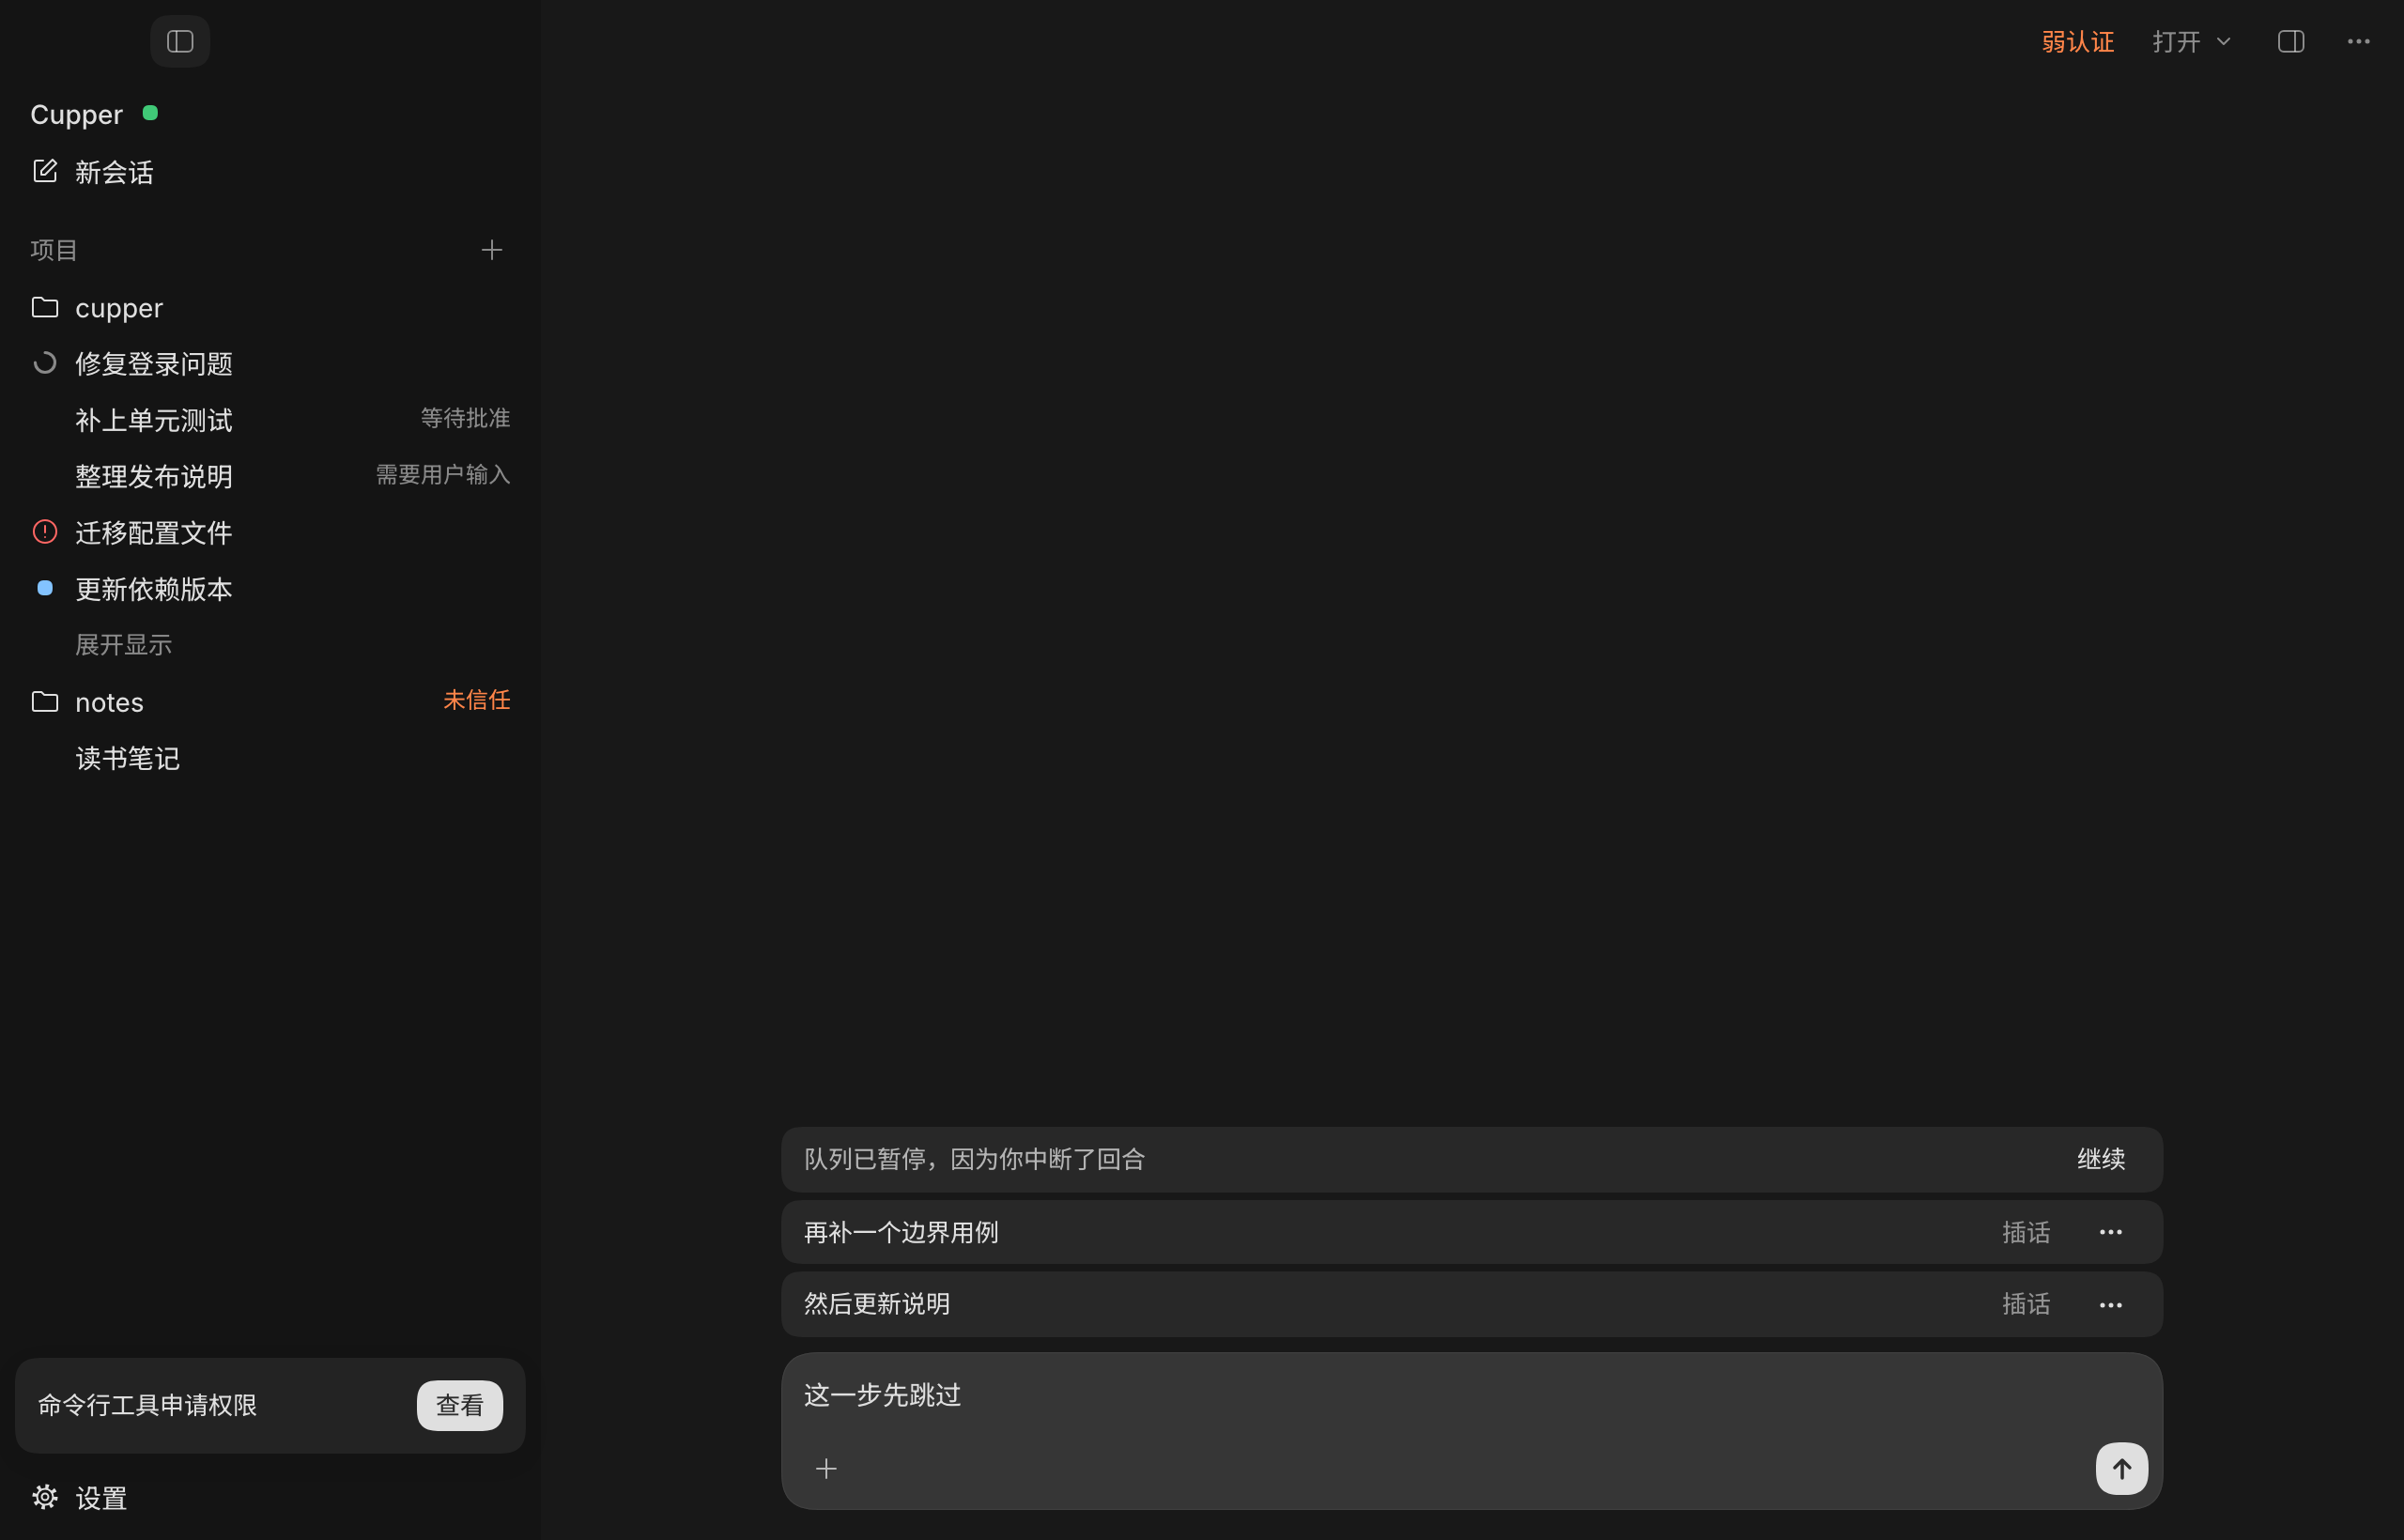 弱认证 打开
Cupper
新会话
项目
cupper
修复登录问题
补上单元测试 等待批准
整理发布说明 需要用户输入
迁移配置文件
更新依赖版本
展开显示
notes 未信任
读书笔记
队列已暂停，因为你中断了回合 继续
再补一个边界用例 插话
然后更新说明 插话
这一步先跳过
命令行工具申请权限 查看
设置